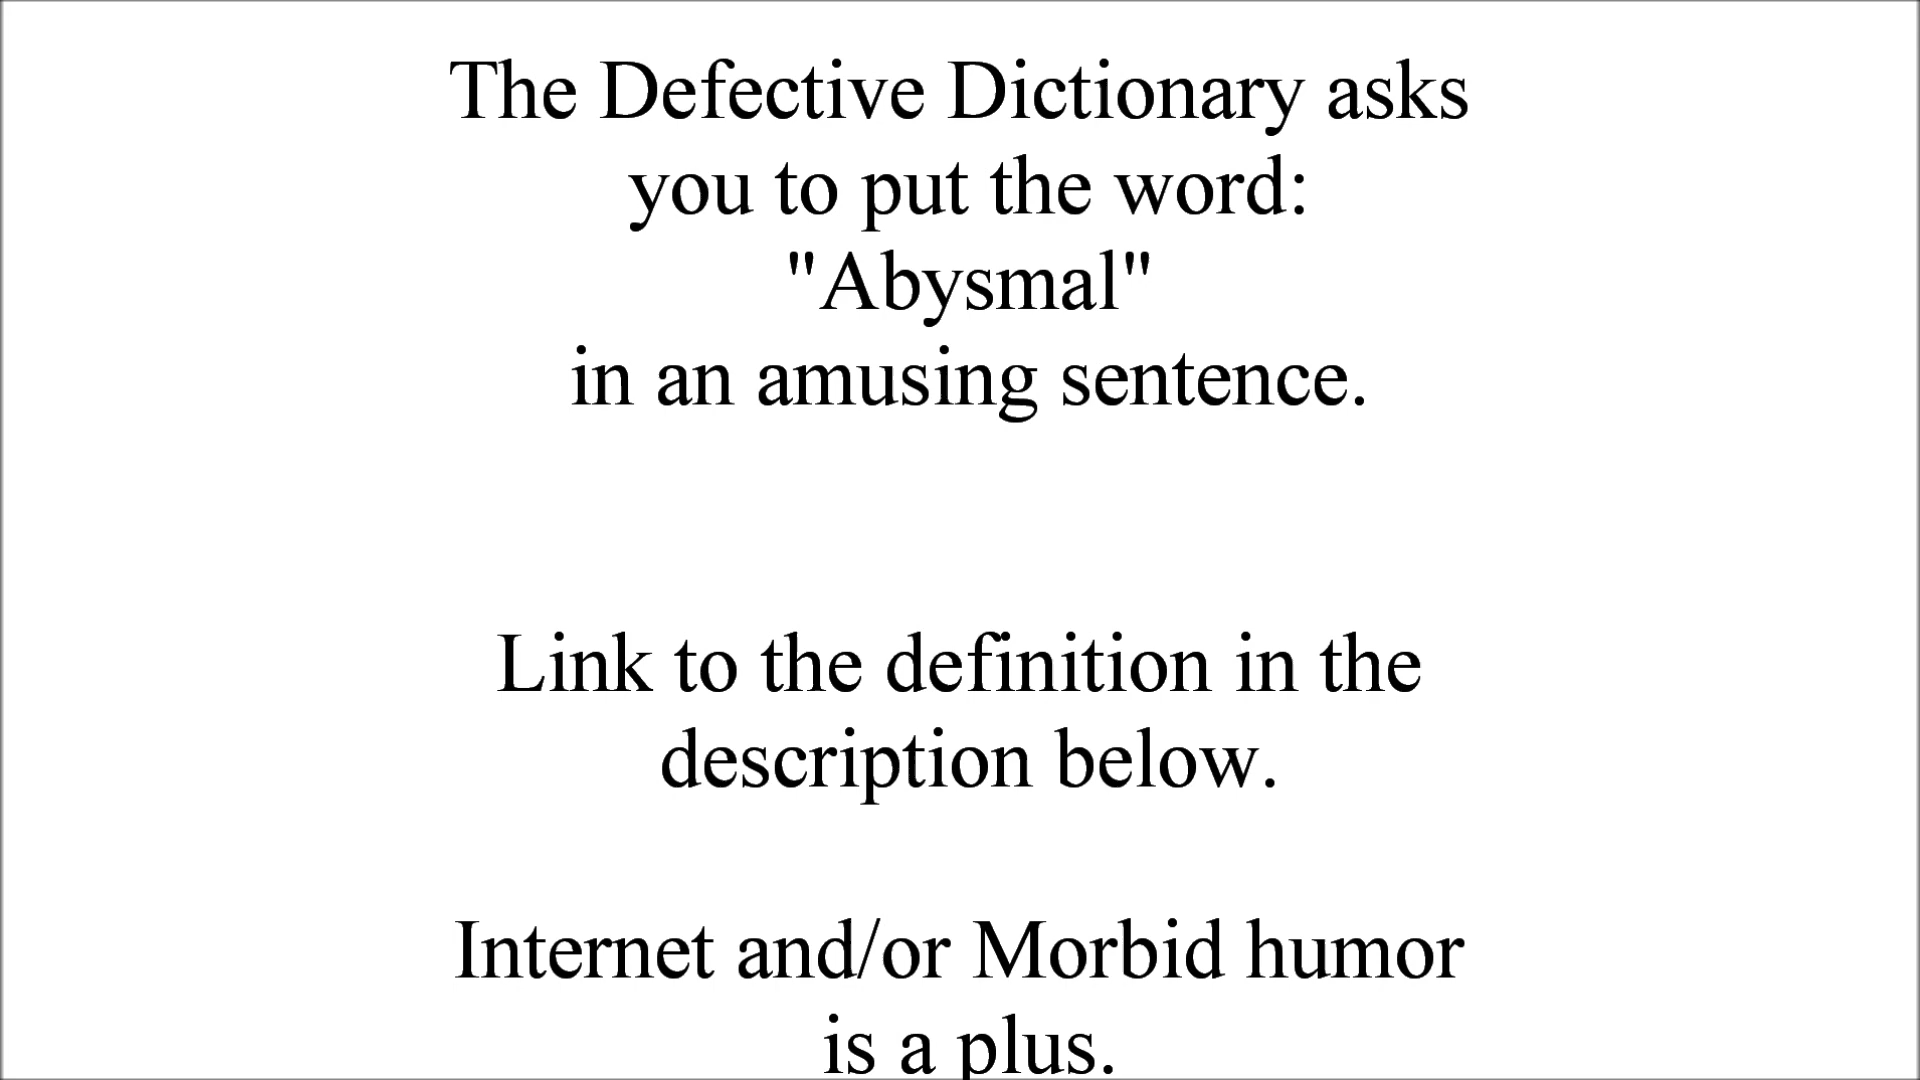 The Defective Dictionary asks
you to put the word:
"Abysmal"
in an amusing sentence.
Link to the definition in the
description below.
Internet and/or Morbid humor
is a plus.